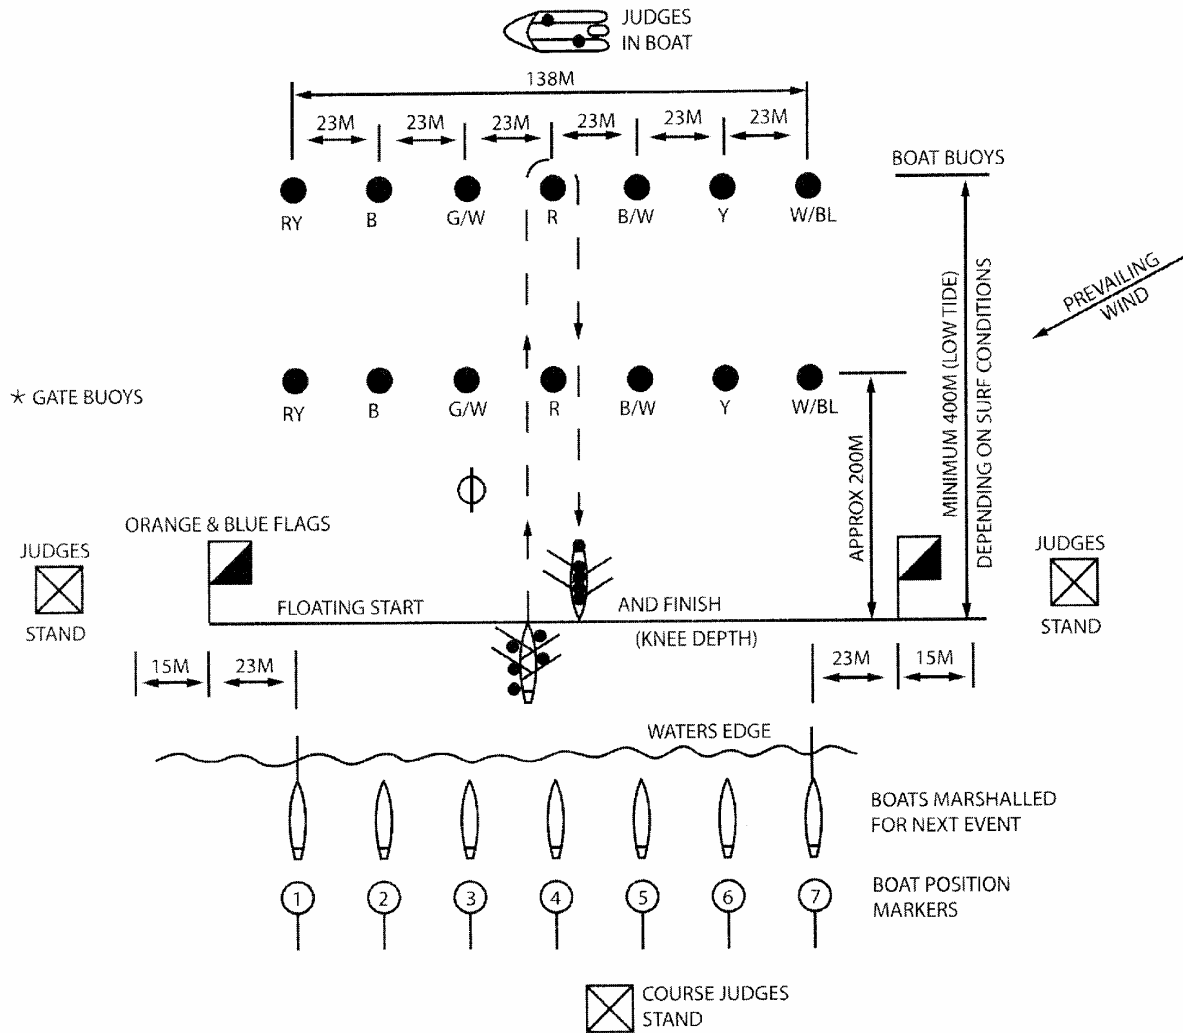 JUDGES
IN BOAT
138M
23M 23M 23M 23M 23M 23M
BOAT BUOYS
RY B G/W R B/W Y W/BL
PREVAILING
WIND
MINIMUM 400M (LOW TIDE)
DEPENDING ON SURF CONDITIONS
* GATE BUOYS
RY B G/W R B/W Y W/BL
APPROX 200M
ORANGE & BLUE FLAGS
JUDGES
STAND
JUDGES
STAND
FLOATING START
AND FINISH
(KNEE DEPTH)
15M 23M
23M 15M
WATERS EDGE
BOATS MARSHALLED
FOR NEXT EVENT
1 2 3 4 5 6 7
BOAT POSITION
MARKERS
COURSE JUDGES
STAND